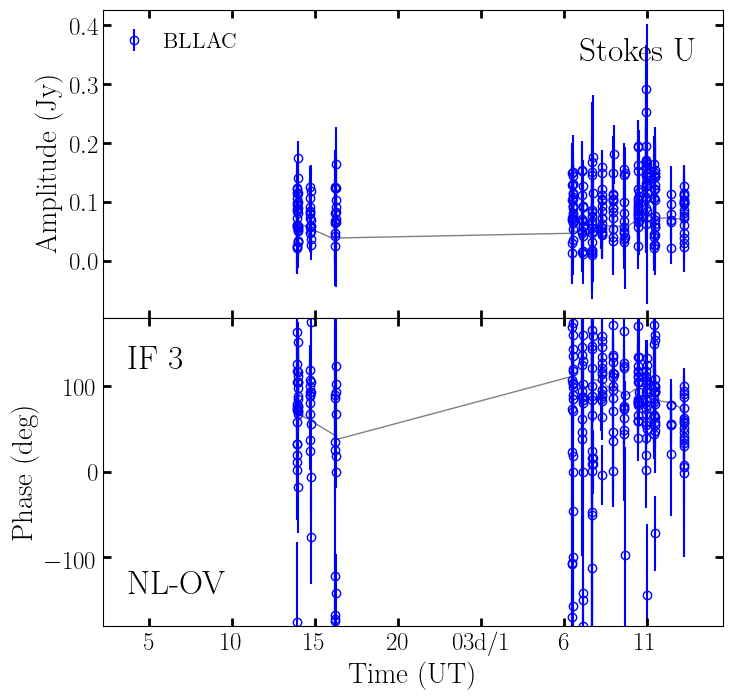 BLLAC
Stokes U
Amplitude (Jy)
0.4
0.3
0.2
0.1
0.0
IF 3
NL-OV
Phase (deg)
100
0
−100
5 10 15 20 03d/1 6 11
Time (UT)